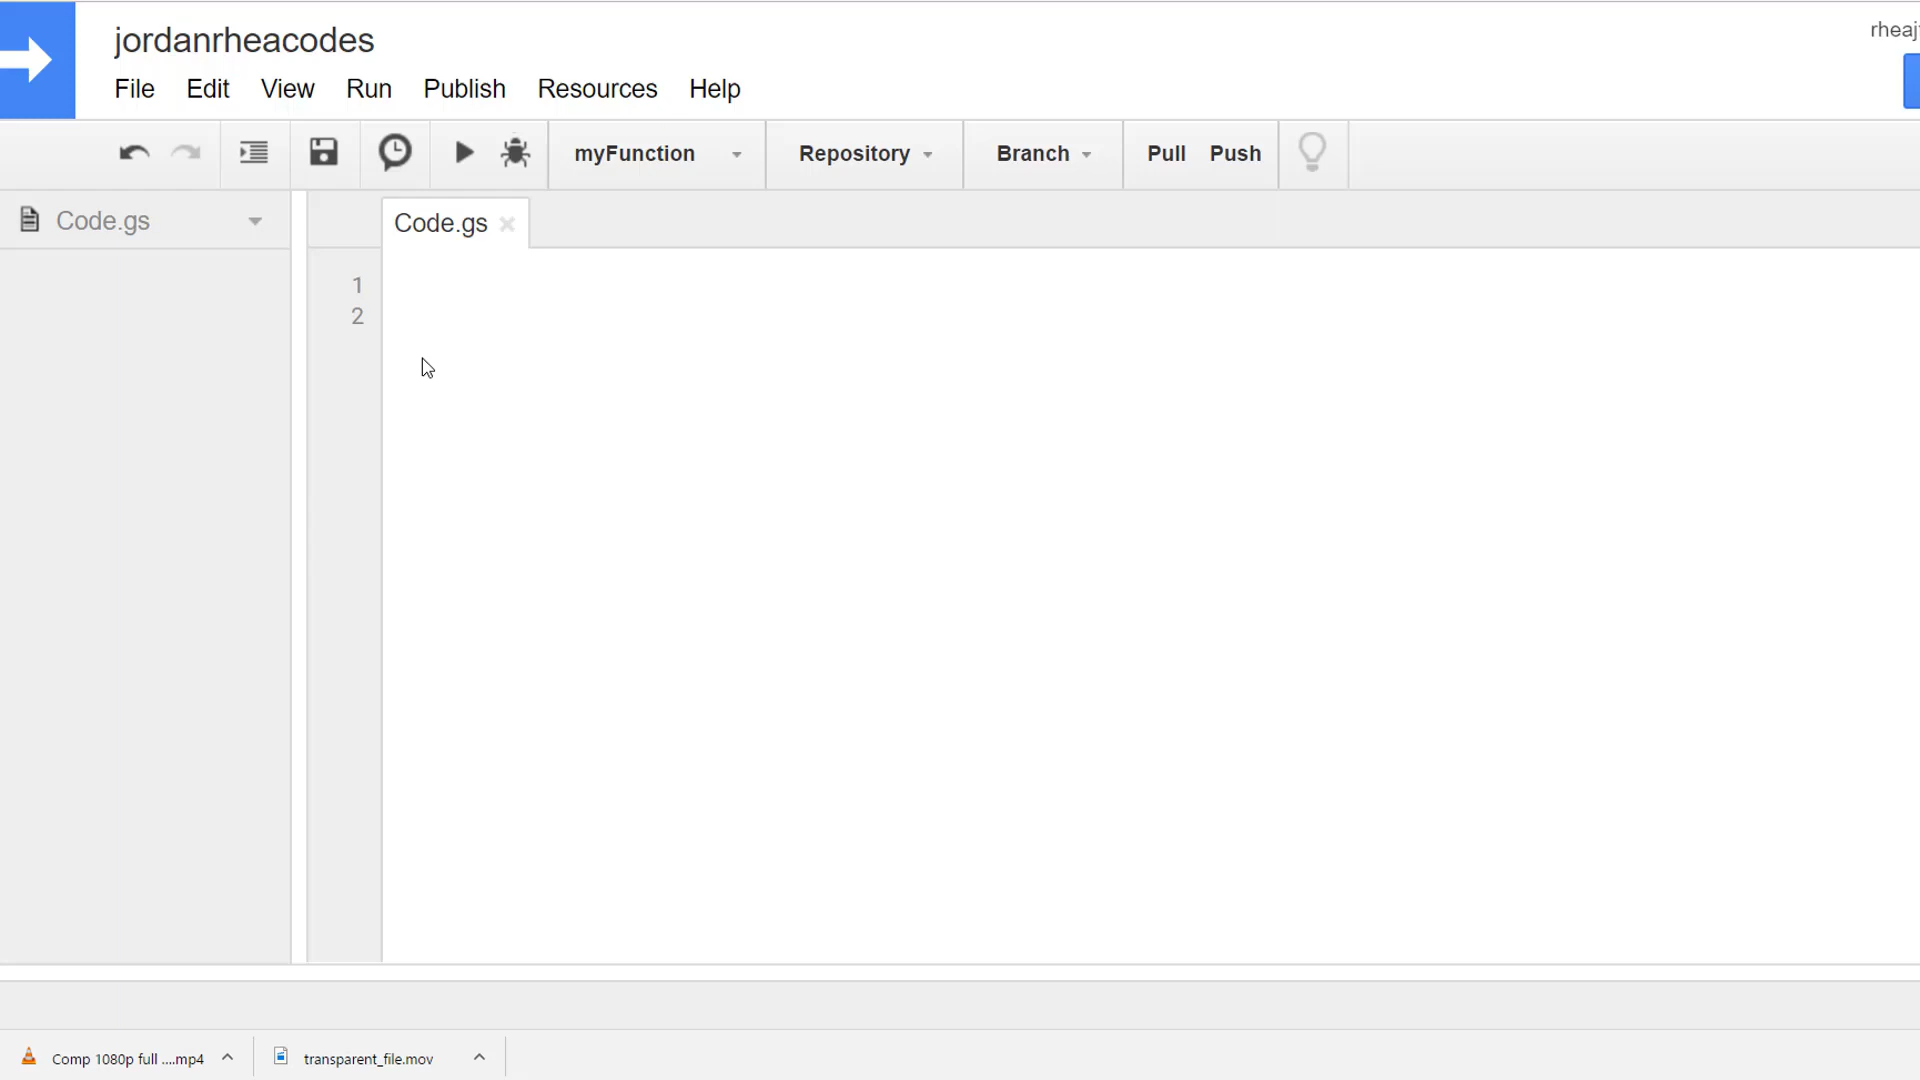 jordanrheacodes
rheaj
File Edit View Run Publish Resources Help
myFunction Repository Branch Pull Push
Code.gs
Code.gs
1
2
Comp 1080p full ....mp4
transparent_file.mov